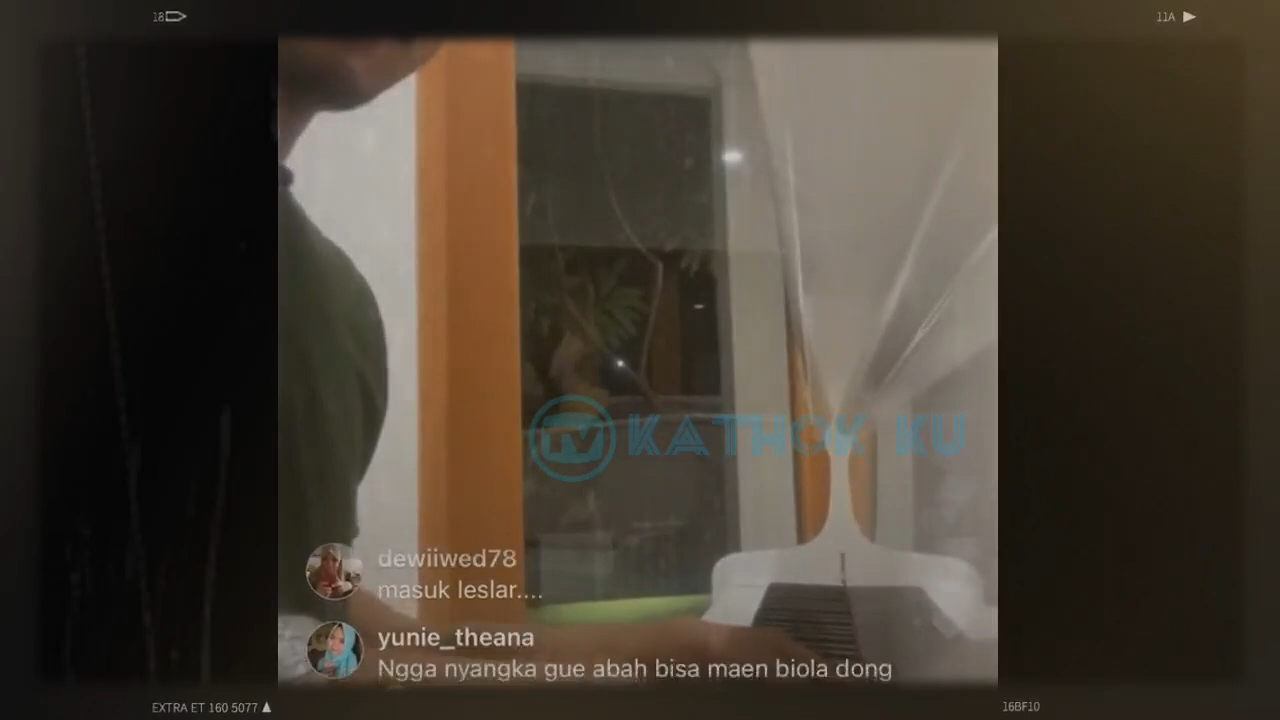 18
11A
TV KATHOK KU
dewiiwed78
masuk leslar....
yunie_theana
Ngga nyangka gue abah bisa maen biola dong
EXTRA ET 160 5077
16BF10